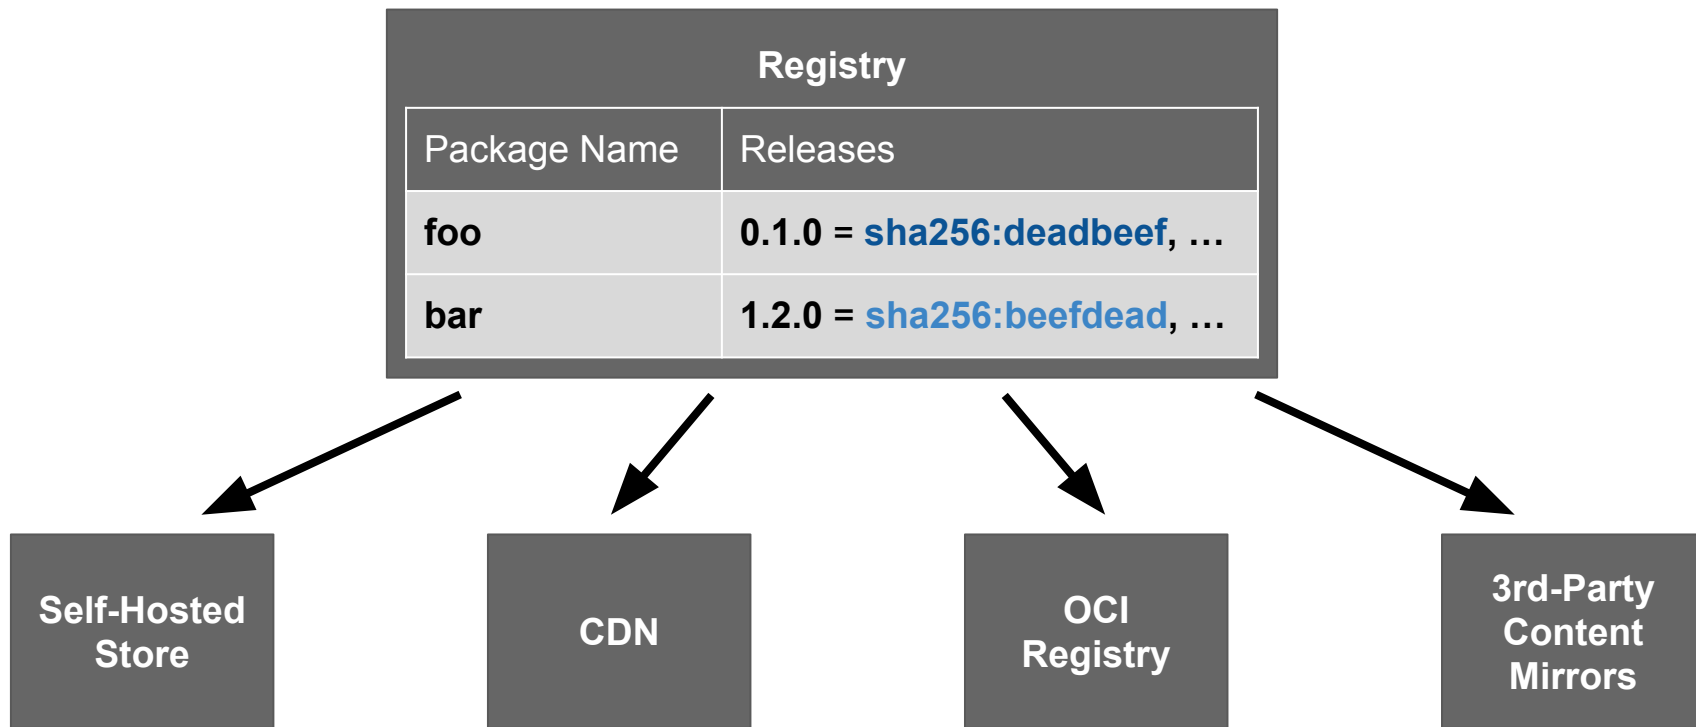 Registry
Package Name Releases
foo 0.1.0 = sha256:deadbeef, …
bar 1.2.0 = sha256:beefdead, …
Self-Hosted
Store
CDN
OCI
Registry
3rd-Party
Content
Mirrors